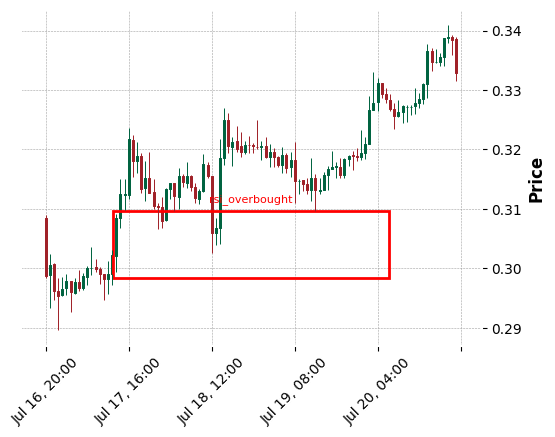 0.34
0.33
0.32
0.31
0.30
0.29
Price
rsi_overbought
Jul 16, 20:00
Jul 17, 16:00
Jul 18, 12:00
Jul 19, 08:00
Jul 20, 04:00